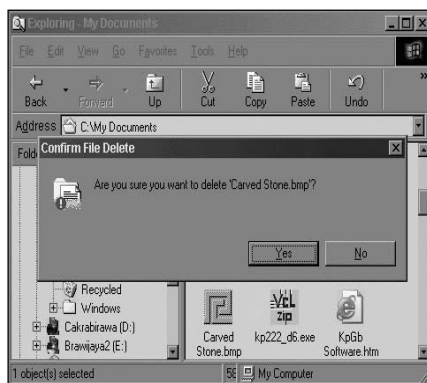 Exploring - My Documents
File Edit View Go Favorites Tools Help
Back Forward Up Cut Copy Paste Undo
Address C:\My Documents
Confirm File Delete
Are you sure you want to delete 'Carved Stone.bmp'?
Yes No
Recycled
Windows
Cakrabirawa (D:)
Brawijaya2 (E:)
VCL
ZIP
Carved
Stone.bmp
kp222_d6.exe
KpGb
Software.htm
1 object(s) selected
My Computer